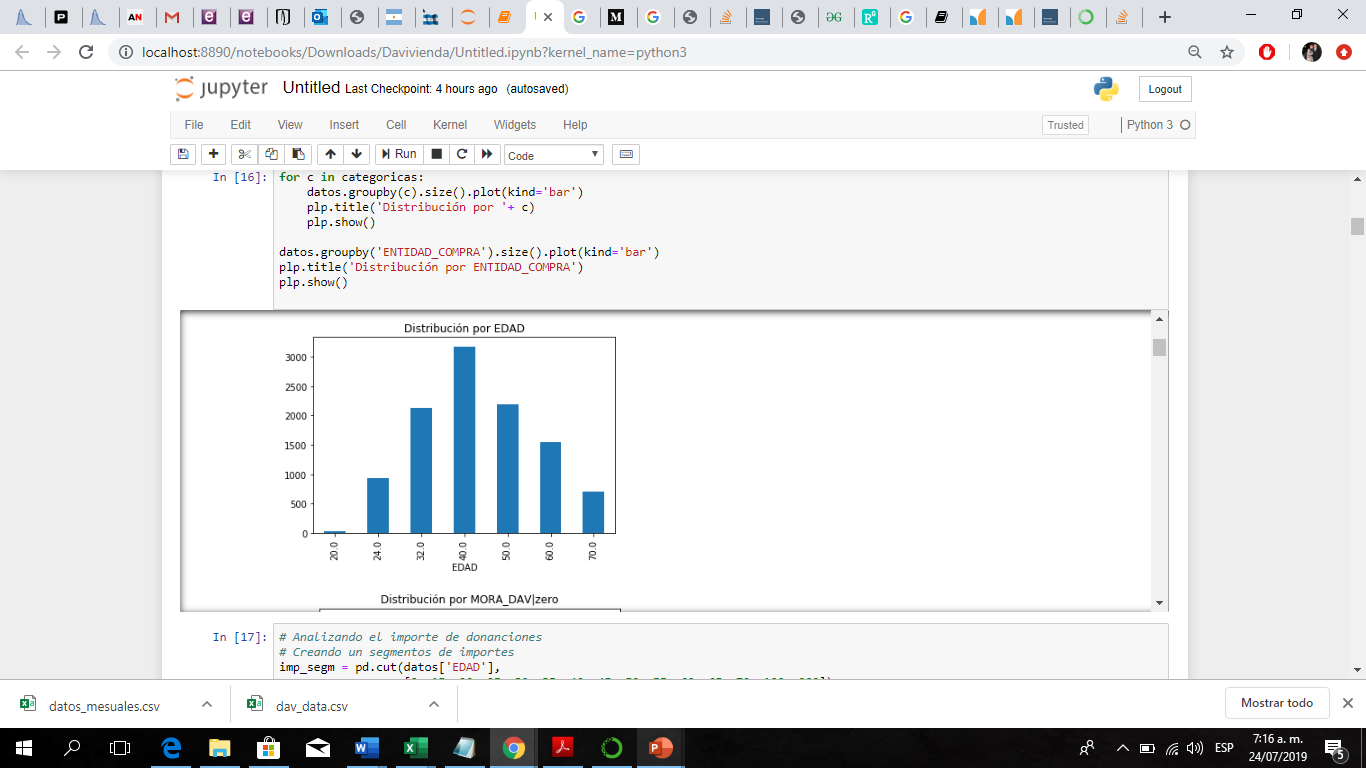 localhost:8890/notebooks/Downloads/Davivienda/Untitled.ipynb?kernel_name=python3
jupyter Untitled Last Checkpoint: 4 hours ago (autosaved)
Logout
File Edit View Insert Cell Kernel Widgets Help
Trusted Python 3
Run Code
In [16]: for c in categoricas:
datos.groupby(c).size().plot(kind='bar')
plp.title('Distribución por '+ c)
plp.show()
datos.groupby('ENTIDAD_COMPRA').size().plot(kind='bar')
plp.title('Distribución por ENTIDAD_COMPRA')
plp.show()
Distribución por EDAD
3000
2500
2000
1500
1000
500
0
20.0 24.0 32.0 40.0 50.0 60.0 70.0
EDAD
Distribución por MORA_DAV|zero
In [17]: # Analizando el importe de donanciones
# Creando un segmentos de importes
imp_segm = pd.cut(datos['EDAD'],
datos_mesuales.csv
dav_data.csv
Mostrar todo
ESP
7:16 a. m.
24/07/2019
5